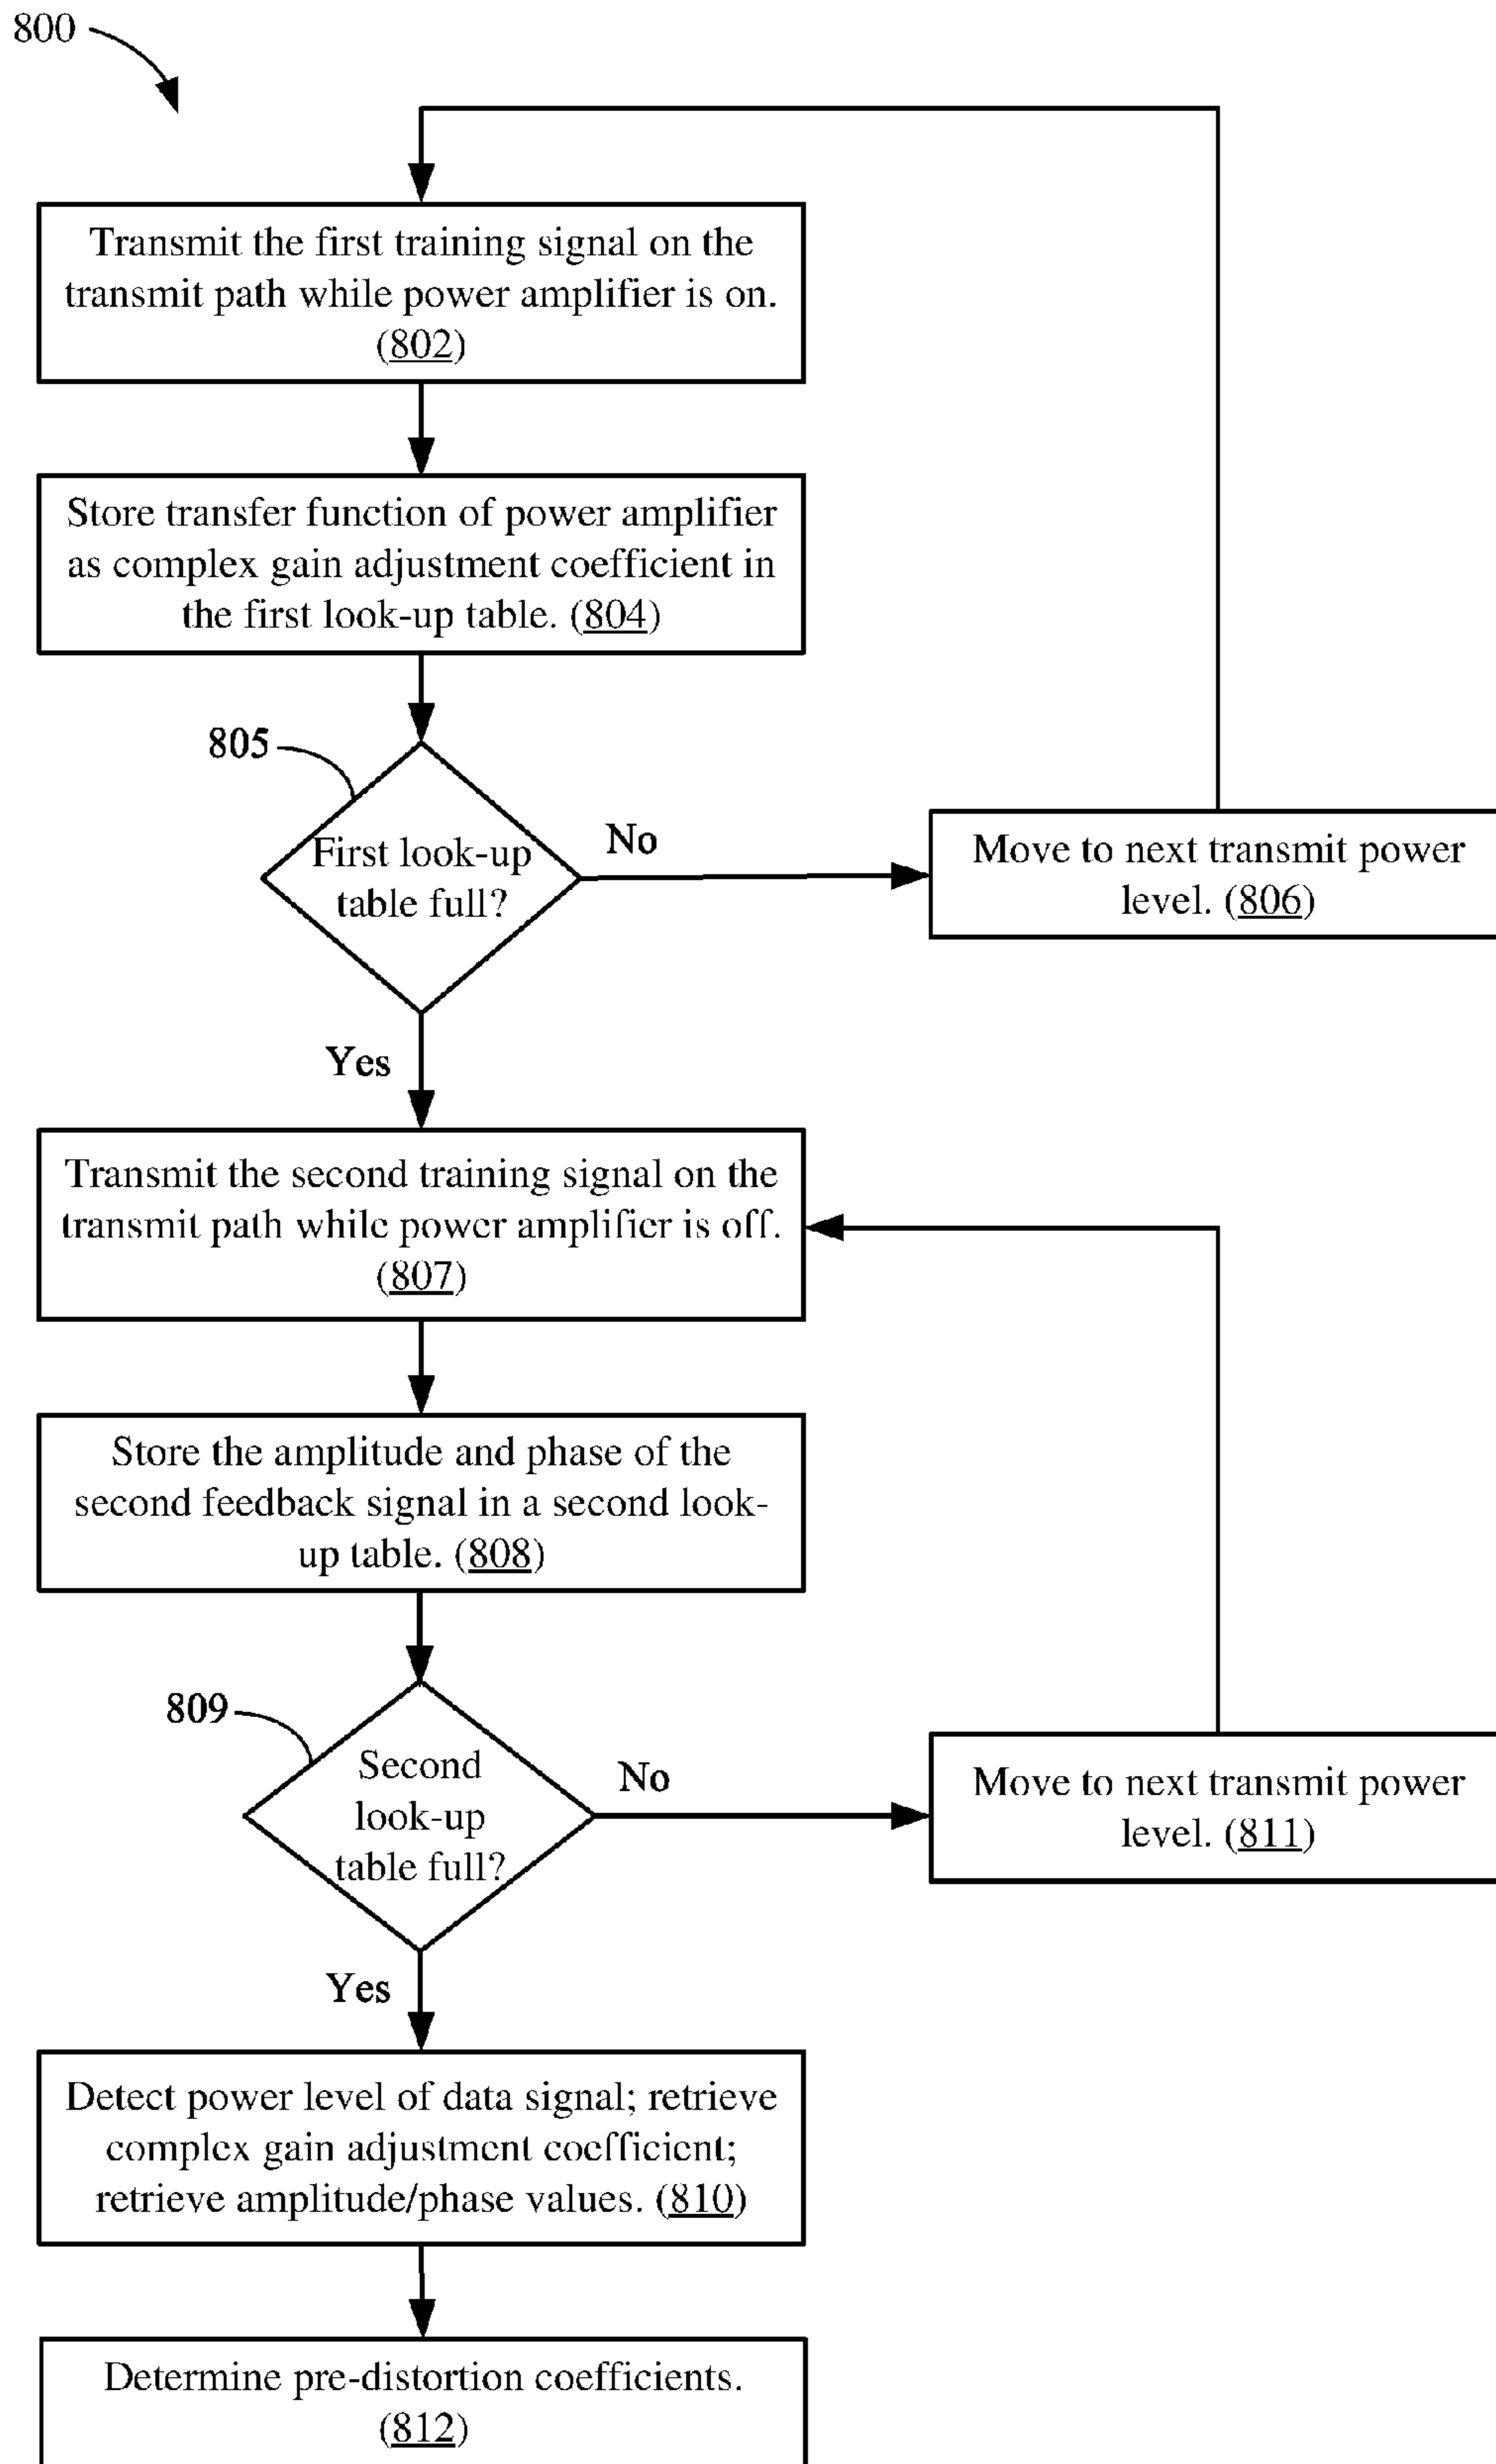 800
Transmit the first training signal on the
transmit path while power amplifier is on.
(802)
Store transfer function of power amplifier
as complex gain adjustment coefficient in
the first look-up table. (804)
805
First look-up
table full?
No
Move to next transmit power
level. (806)
Yes
Transmit the second training signal on the
transmit path while power amplifier is off.
(807)
Store the amplitude and phase of the
second feedback signal in a second look-
up table. (808)
809
Second
look-up
table full?
No
Move to next transmit power
level. (811)
Yes
Detect power level of data signal; retrieve
complex gain adjustment coefficient;
retrieve amplitude/phase values. (810)
Determine pre-distortion coefficients.
(812)